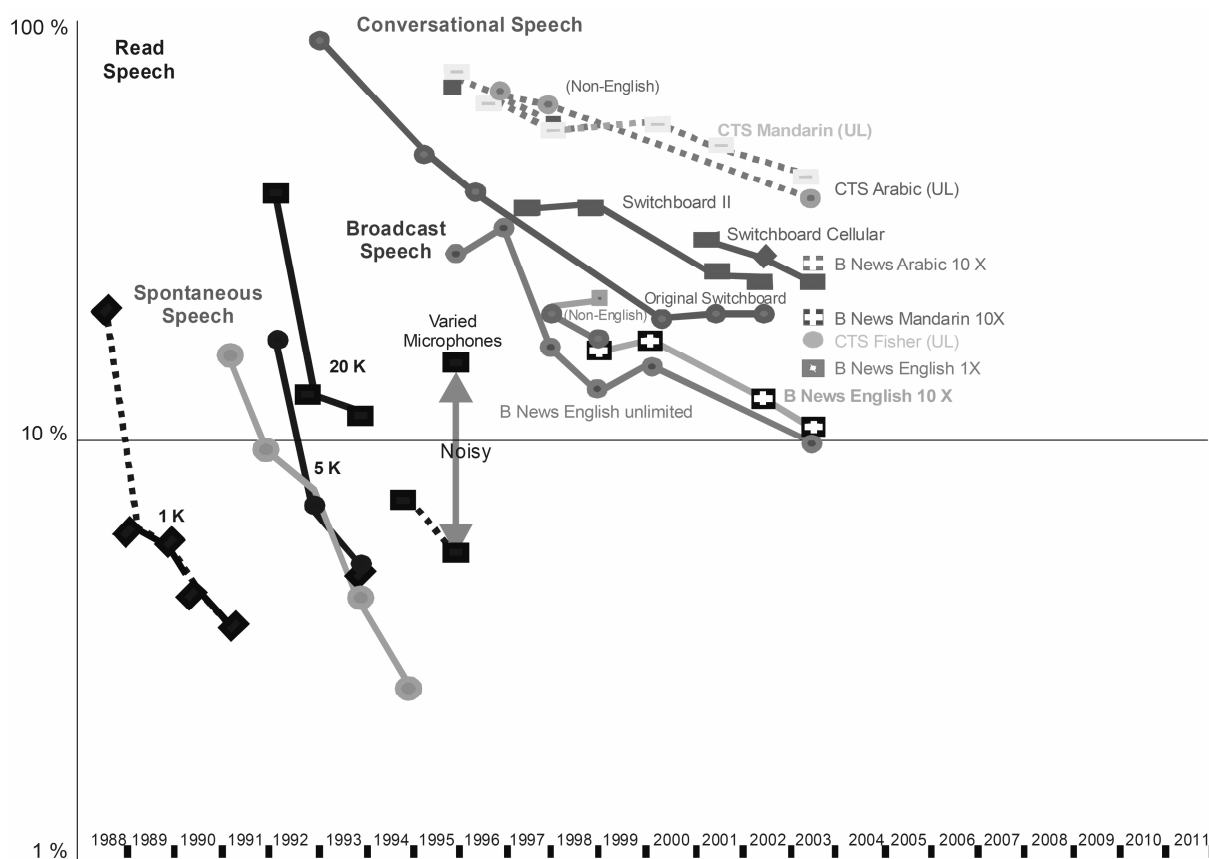 100 %
Conversational Speech
Read
Speech
(Non-English)
CTS Mandarin (UL)
CTS Arabic (UL)
Switchboard II
Broadcast
Speech
Switchboard Cellular
B News Arabic 10 X
Spontaneous
Speech
Original Switchboard
(Non-English)
Varied
Microphones
B News Mandarin 10X
CTS Fisher (UL)
20 K
B News English 1X
B News English 10 X
B News English unlimited
10 %
Noisy
5 K
1 K
1 %
1988 1989 1990 1991 1992 1993 1994 1995 1996 1997 1998 1999 2000 2001 2002 2003 2004 2005 2006 2007 2008 2009 2010 2011